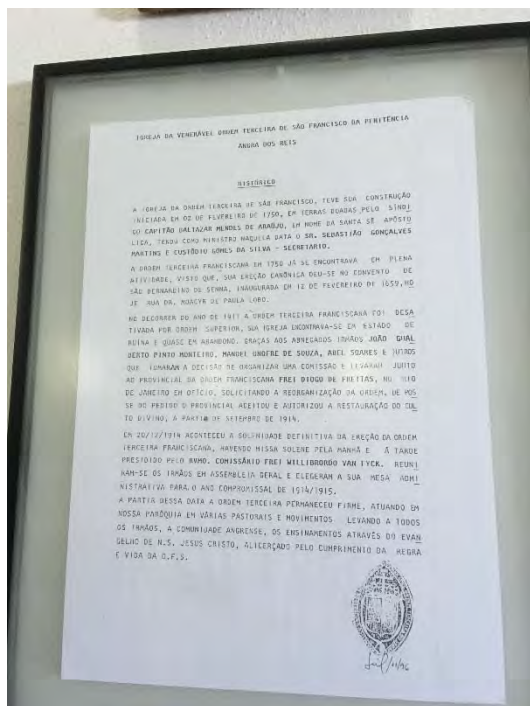 IGREJA DA VENERÁVEL ORDEM TERCEIRA DE SÃO FRANCISCO DA PENITÊNCIA
ANGRA DOS REIS
HISTÓRICO
A IGREJA DA ORDEM TERCEIRA DE SÃO FRANCISCO, TEVE SUA CONSTRUÇÃO
INICIADA EM 02 DE FEVEREIRO DE 1750, EM TERRAS DOADAS PELO SÍNDI
CO CAPITÃO BALTAZAR MENDES DE ARAÚJO, EM NOME DA SANTA SÉ APÓSTO
LICA, TENDO COMO MINISTRO NAQUELA DATA O SR. SEBASTIÃO GONÇALVES
MARTINS E CUSTÓDIO GOMES DA SILVA - SECRETARIO.
A ORDEM TERCEIRA FRANCISCANA EM 1750 JÁ SE ENCONTRAVA EM PLENA
ATIVIDADE, VISTO QUE, SUA EREÇÃO CANÔNICA DEU-SE NO CONVENTO DE
SÃO BERNARDINO DE SENNA, INAUGURADA EM 12 DE FEVEREIRO DE 1659, HO
JE RUA DR. MOACYR DE PAULA LOBO.
NO DECORRER DO ANO DE 1911 A ORDEM TERCEIRA FRANCISCANA FOI DESA
TIVADA POR ORDEM SUPERIOR, SUA IGREJA ENCONTRAVA-SE EM ESTADO DE
RUÍNA E QUASE EM ABANDONO. GRAÇAS AOS ABNEGADOS IRMÃOS JOÃO GUAL
BERTO PINTO MONTEIRO, MANOEL ONOFRE DE SOUZA, ABEL SOARES E OUTROS
QUE TOMARAM A DECISÃO DE ORGANIZAR UMA COMISSÃO E LEVARAM JUNTO
AO PROVINCIAL DA ORDEM FRANCISCANA FREI DIOGO DE FREITAS, NO RIO
DE JANEIRO EM OFÍCIO, SOLICITANDO A REORGANIZAÇÃO DA ORDEM, DE POS
SE DO PEDIDO O PROVINCIAL ACEITOU E AUTORIZOU A RESTAURAÇÃO DO CUL
TO DIVINO, A PARTIR DE SETEMBRO DE 1914.
EM 20/12/1914 ACONTECEU A SOLENIDADE DEFINITIVA DA EREÇÃO DA ORDEM
TERCEIRA FRANCISCANA, HAVENDO MISSA SOLENE PELA MANHÃ E À TARDE
PRESIDIDO PELO RVMO. COMISSÁRIO FREI WILLIBRORDO VAN TYCK. REUNI
RAM-SE OS IRMÃOS EM ASSEMBLEIA GERAL E ELEGERAM A SUA MESA ADMI
NISTRATIVA PARA O ANO COMPROMISSAL DE 1914/1915.
A PARTIR DESSA DATA A ORDEM TERCEIRA PERMANECEU FIRME, ATUANDO EM
NOSSA PARÓQUIA EM VÁRIAS PASTORAIS E MOVIMENTOS LEVANDO A TODOS
OS IRMÃOS, A COMUNIDADE ANGRENSE, OS ENSINAMENTOS ATRAVÉS DO EVAN
GELHO DE N.S. JESUS CRISTO, ALICERÇADO PELO CUMPRIMENTO DA REGRA
E VIDA DA O.F.S.